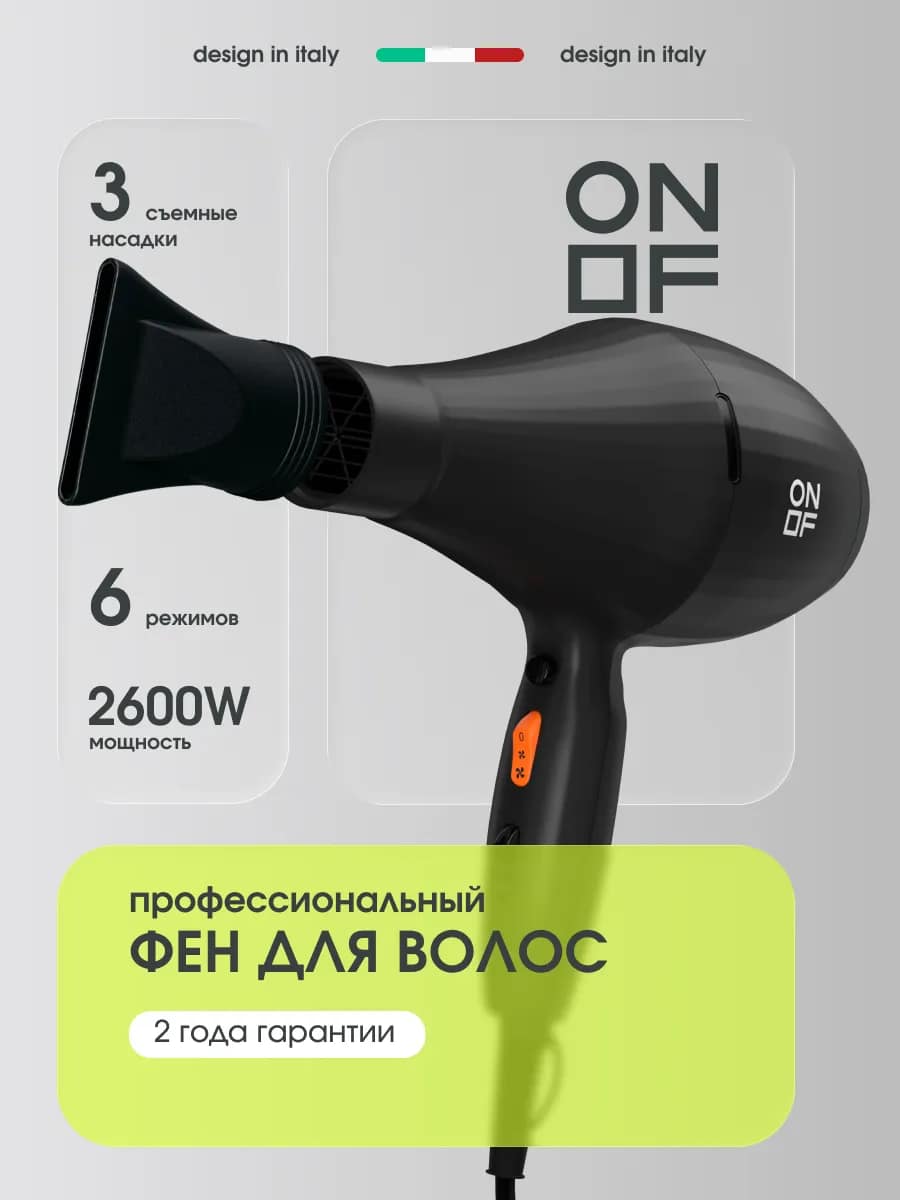 design in italy design in italy
3 съемные
насадки
ON
OF
ON
OF
6 режимов
2600W
мощность
0
профессиональный
ФЕН ДЛЯ ВОЛОС
2 года гарантии